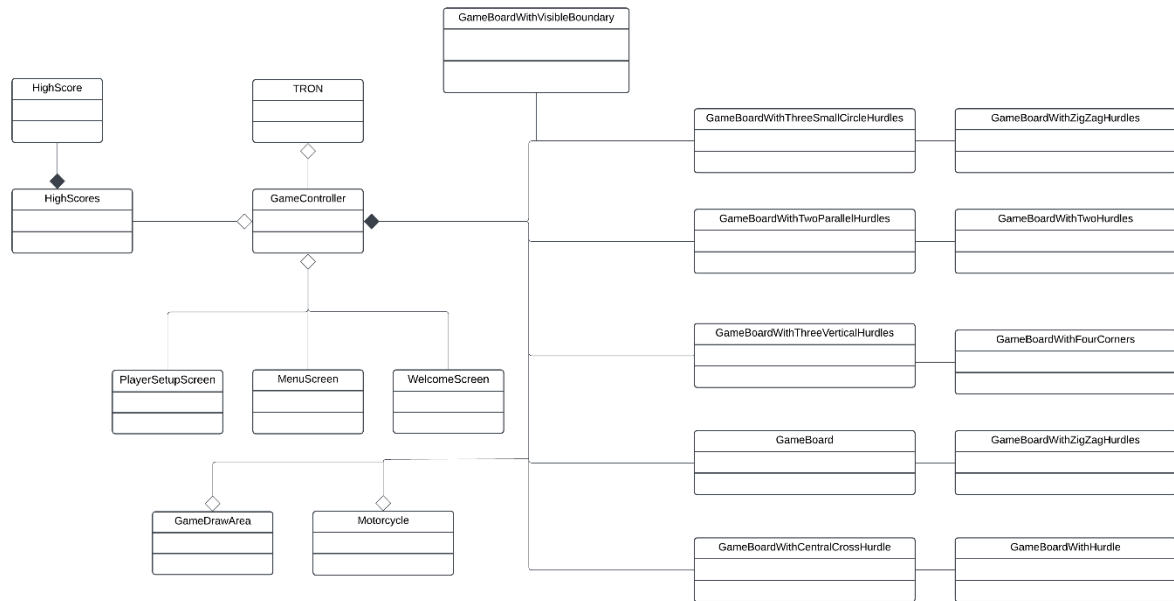 GameBoardWithVisibleBoundary
HighScore
TRON
GameBoardWithThreeSmallCircleHurdles
GameBoardWithZigZagHurdles
HighScores
GameController
GameBoardWithTwoParallelHurdles
GameBoardWithTwoHurdles
GameBoardWithThreeVerticalHurdles
GameBoardWithFourCorners
PlayerSetupScreen
MenuScreen
WelcomeScreen
GameBoard
GameBoardWithZigZagHurdles
GameDrawArea
Motorcycle
GameBoardWithCentralCrossHurdle
GameBoardWithHurdle